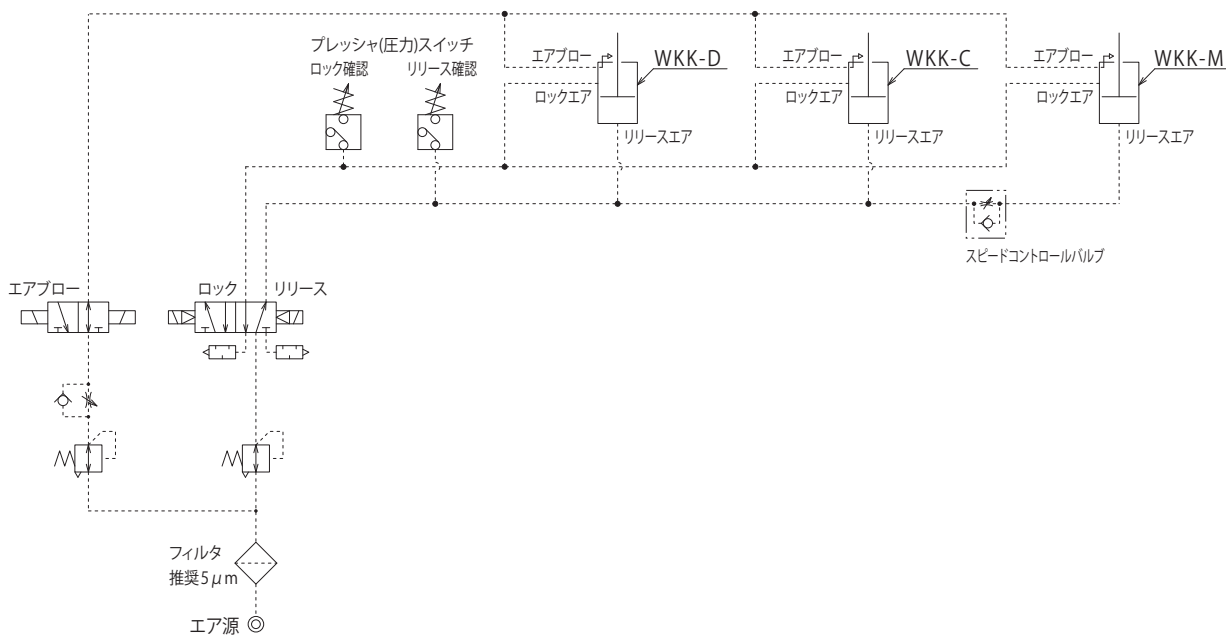 プレッシャ(圧力)スイッチ
ロック確認
リリース確認
エアブロー
WKK-D
ロックエア
リリースエア
エアブロー
WKK-C
ロックエア
リリースエア
エアブロー
WKK-M
ロックエア
リリースエア
スピードコントロールバルブ
エアブロー
ロック
リリース
フィルタ
推奨5μm
エア源